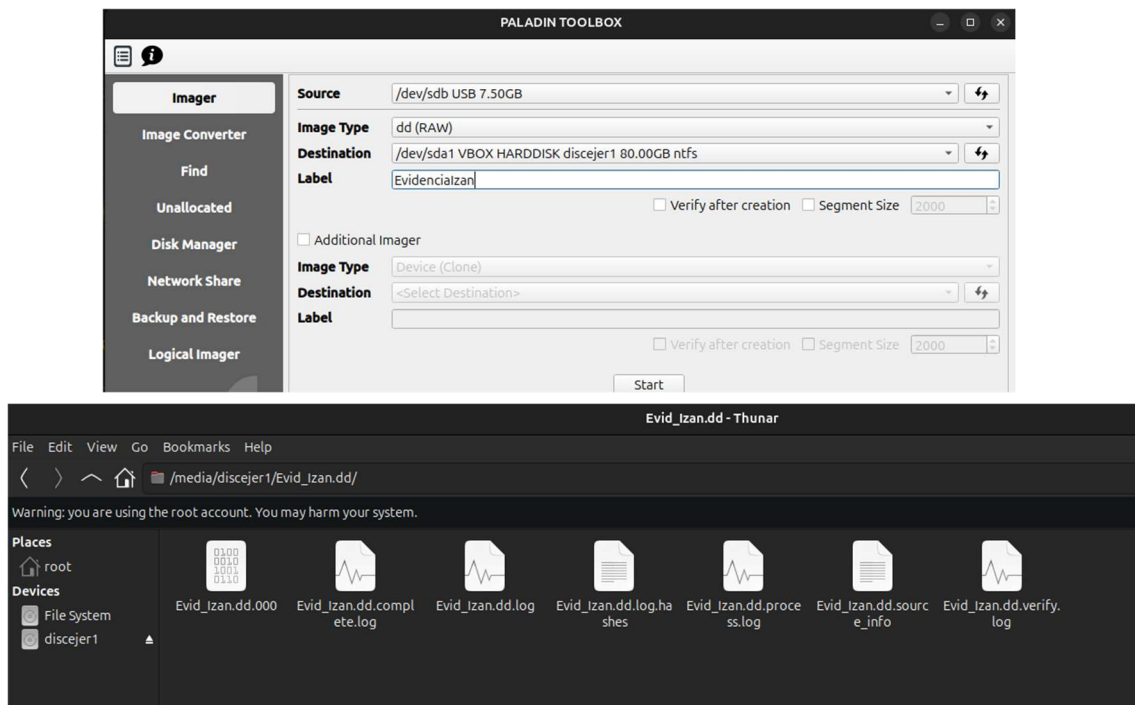 PALADIN TOOLBOX
Imager
Image Converter
Find
Unallocated
Disk Manager
Network Share
Backup and Restore
Logical Imager
Source /dev/sdb USB 7.50GB
Image Type dd (RAW)
Destination /dev/sda1 VBOX HARDDISK discejer1 80.00GB ntfs
Label EvidenciaIzan
Verify after creation Segment Size 2000
Additional Imager
Image Type Device (Clone)
Destination <Select Destination>
Label
Verify after creation Segment Size 2000
Start
Evid_Izan.dd - Thunar
File Edit View Go Bookmarks Help
/media/discejer1/Evid_Izan.dd/
Warning: you are using the root account. You may harm your system.
Places
root
Devices
File System
discejer1
0100
0010
1001
0110
Evid_Izan.dd.000
Evid_Izan.dd.compl
ete.log
Evid_Izan.dd.log
Evid_Izan.dd.log.ha
shes
Evid_Izan.dd.proce
ss.log
Evid_Izan.dd.sourc
e_info
Evid_Izan.dd.verify.
log